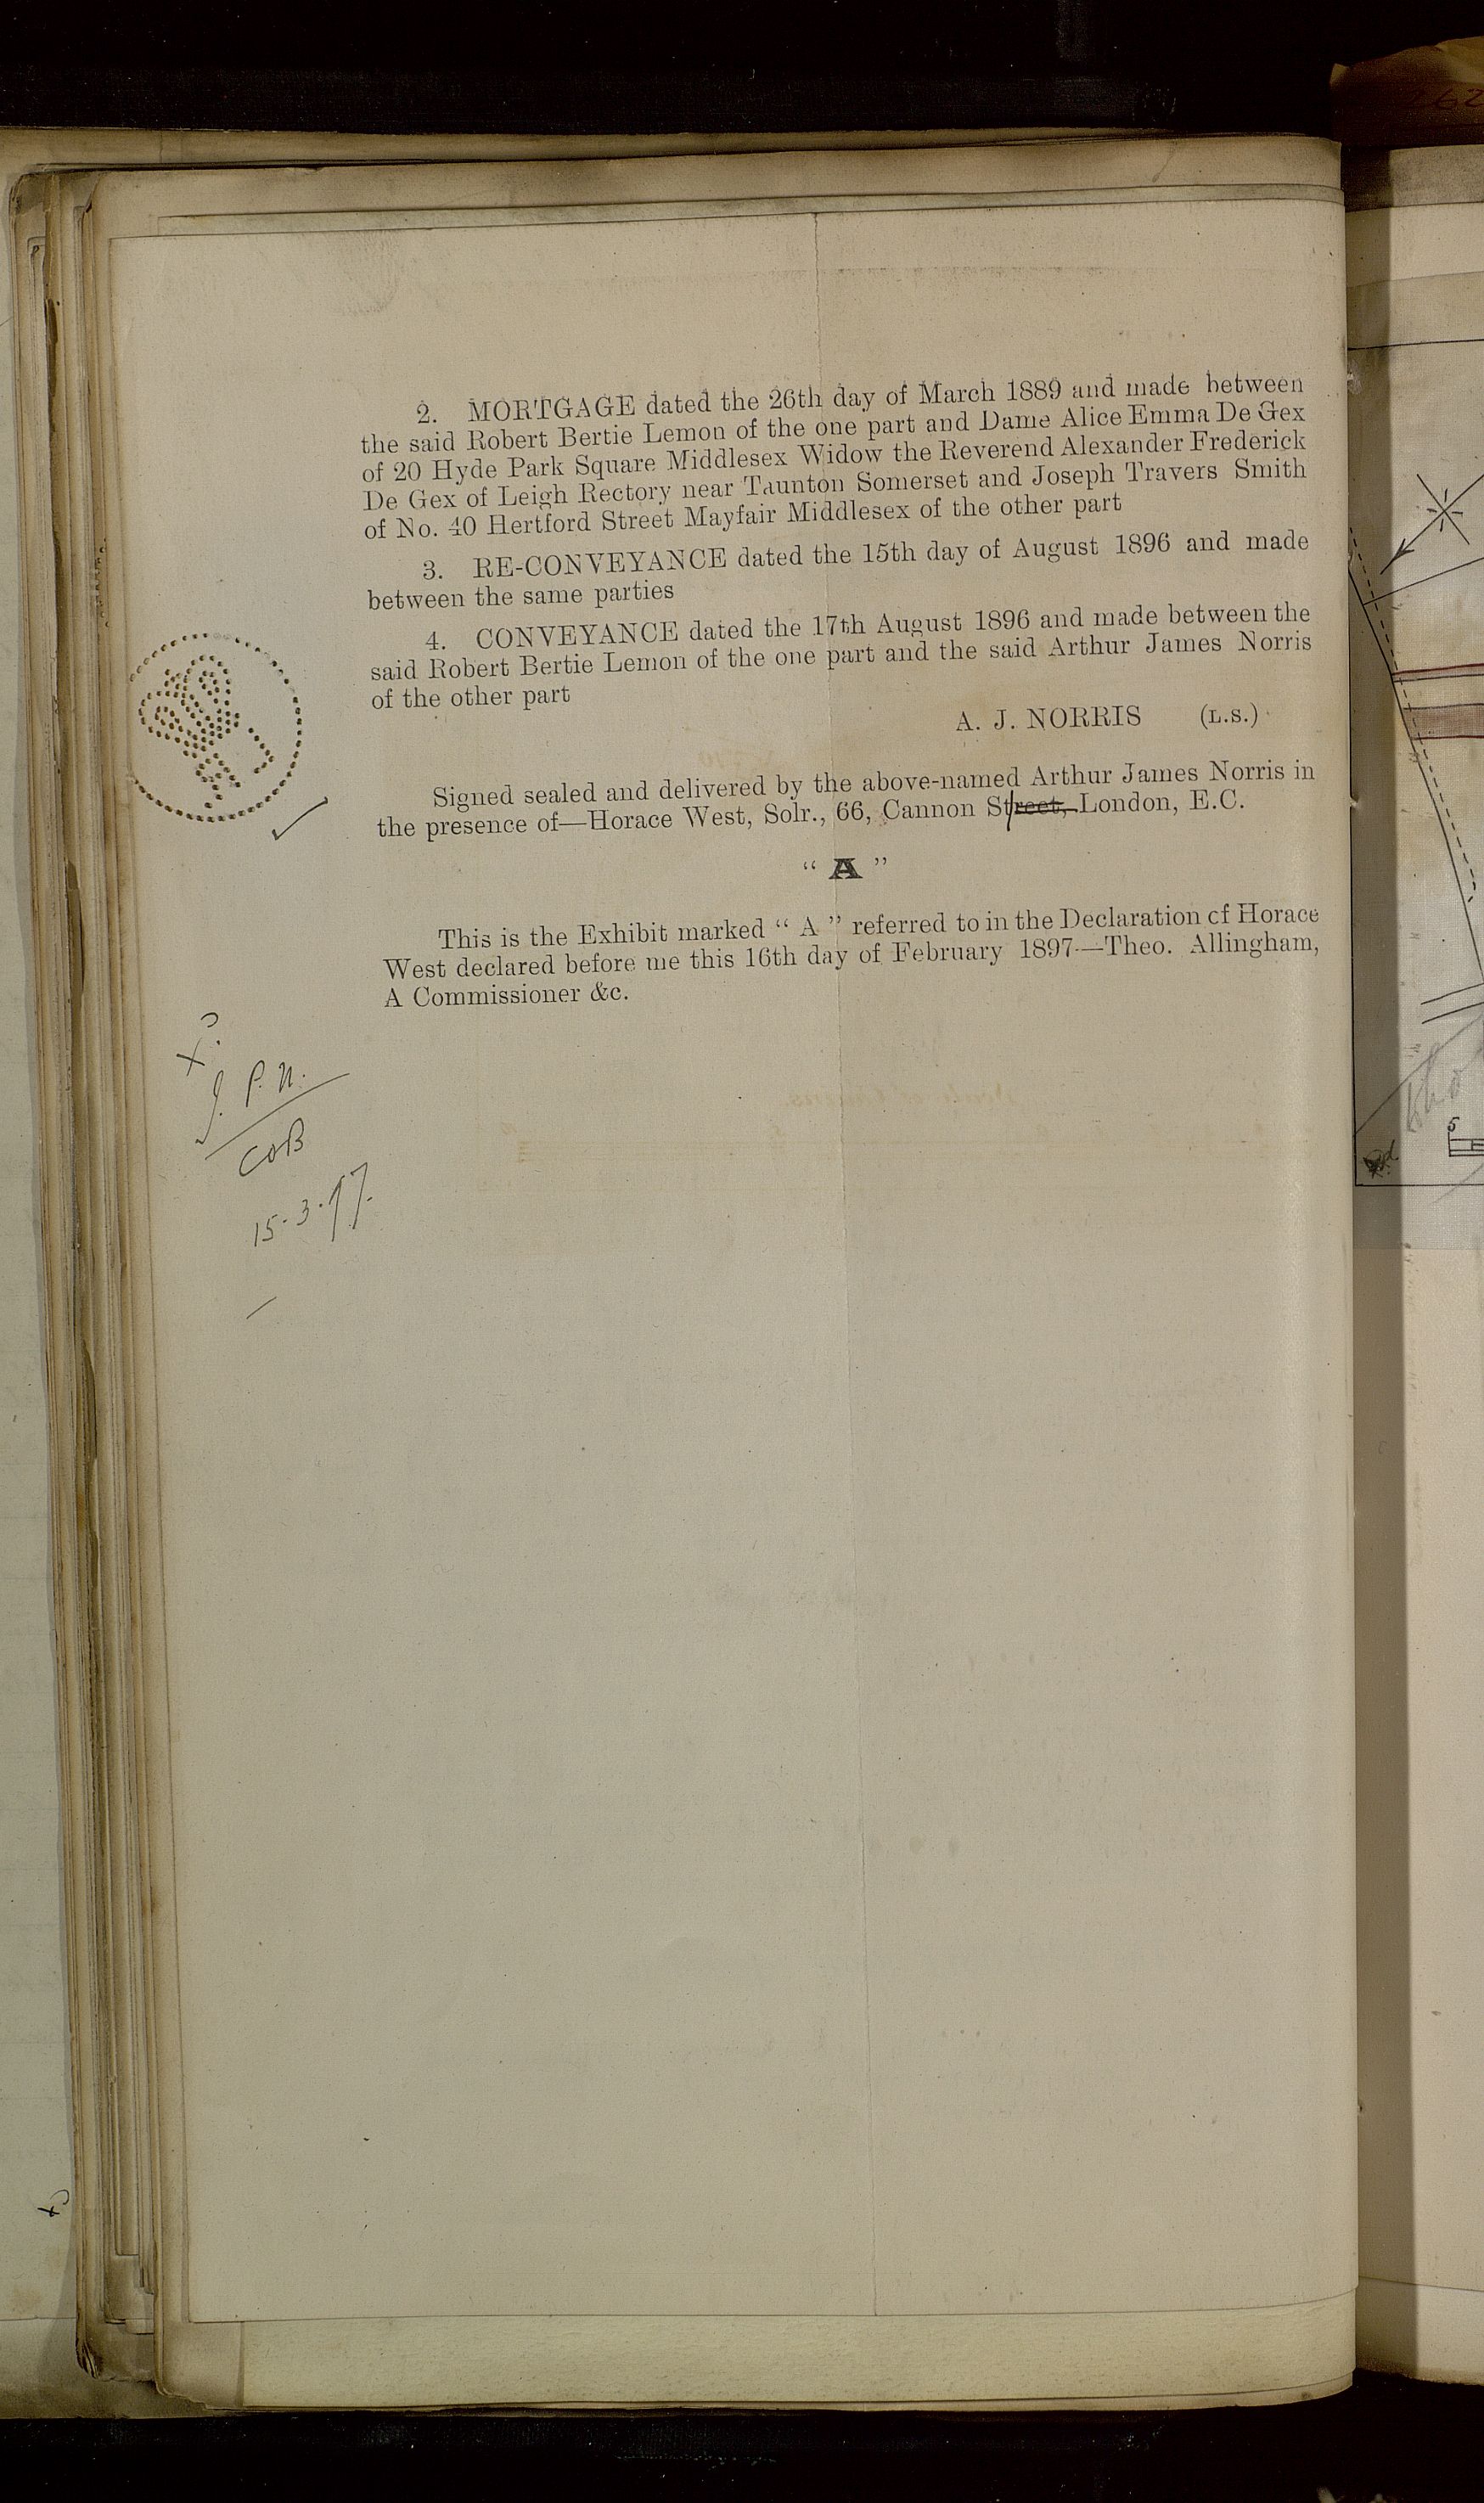 2. MORTGAGE dated the 26th day of March 1889 and made between
the said Robert Bertie Lemon of the one part and Dame Alice Emma De Gex
of 20 Hyde Park Square Middlesex Widow the Reverend Alexander Frederick
De Gex of Leigh Rectory near Taunton Somerset and Joseph Travers Smith
of No. 40 Hertford Street Mayfair Middlesex of the other part
3. RE-CONVEYANCE dated the 15th day of August 1896 and made
between the same parties
4. CONVEYANCE dated the 17th August 1896 and made between the
said Robert Bertie Lemon of the one part and the said Arthur James Norris
of the other part
A. J. NORRIS (L.S.)
Signed sealed and delivered by the above-named Arthur James Norris in
the presence of—Horace West, Solr., 66, Cannon Street, London, E.C.
“ A ”
This is the Exhibit marked “ A ” referred to in the Declaration of Horace
West declared before me this 16th day of February 1897—Theo. Allingham,
A Commissioner &c.
J. P. N.
COB
15-3-97.
5